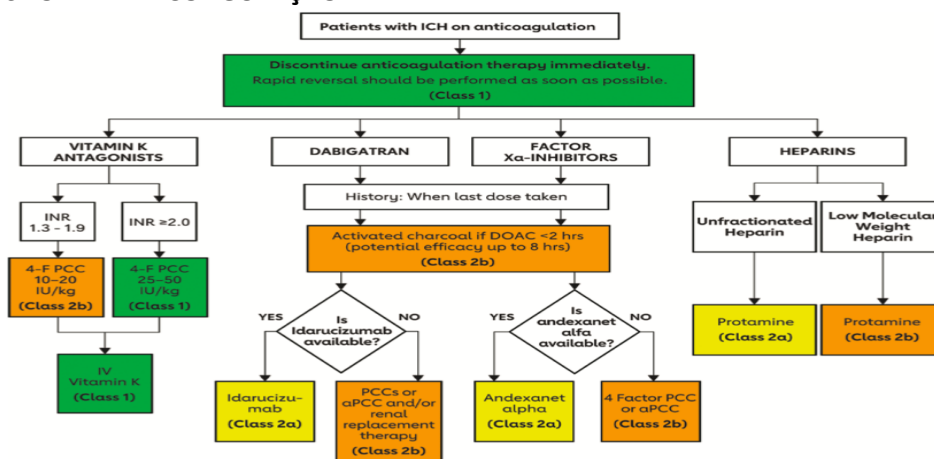 Patients with ICH on anticoagulation
Discontinue anticoagulation therapy immediately.
Rapid reversal should be performed as soon as possible.
(Class 1)
VITAMIN K
ANTAGONISTS
DABIGATRAN
FACTOR
Xa-INHIBITORS
HEPARINS
History: When last dose taken
INR
1.3 - 1.9
INR ≥2.0
Unfractionated
Heparin
Low Molecular
Weight
Heparin
Activated charcoal if DOAC <2 hrs
(potential efficacy up to 8 hrs)
(Class 2b)
4-F PCC
10-20
IU/kg
(Class 2b)
4-F PCC
25-50
IU/kg
(Class 1)
YES
Is
Idarucizumab
available?
NO
YES
Is
andexanet
alfa
available?
NO
Protamine
(Class 2a)
Protamine
(Class 2b)
IV
Vitamin K
(Class 1)
Idarucizu-
mab
(Class 2a)
PCCs or
aPCC and/or
renal
replacement
therapy
(Class 2b)
Andexanet
alpha
(Class 2a)
4 Factor PCC
or aPCC
(Class 2b)